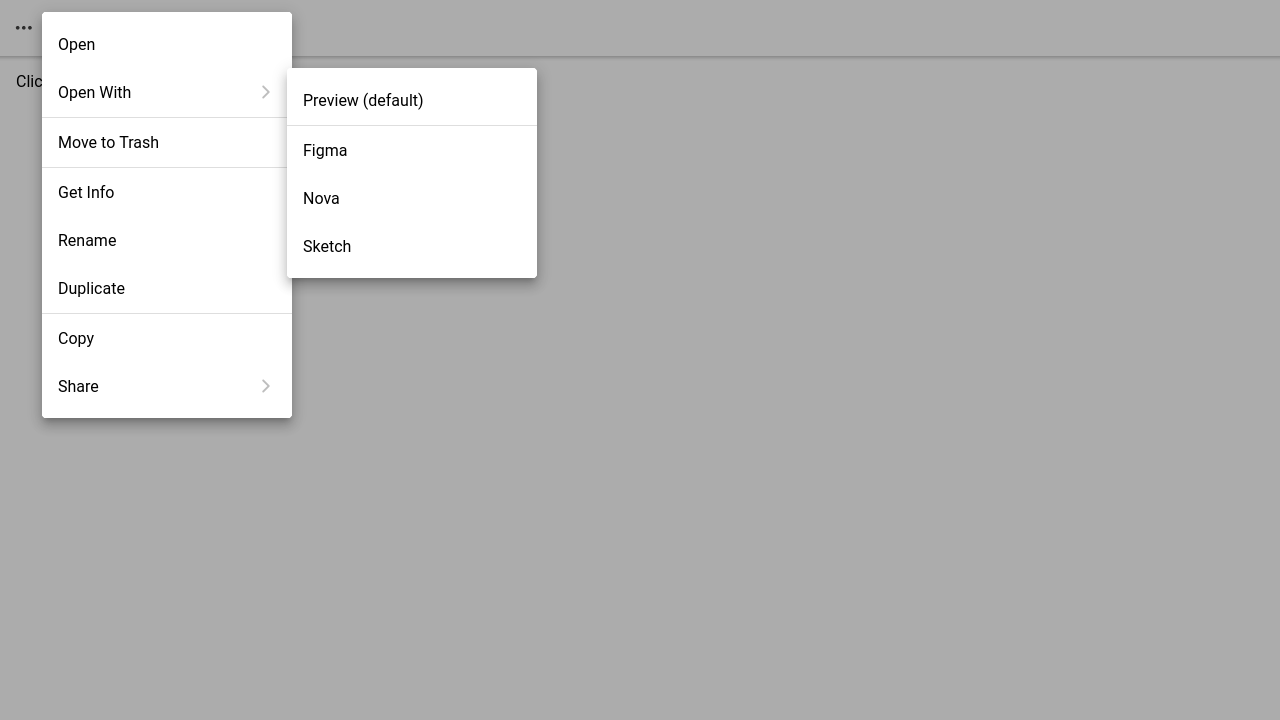 Open
Open With
Move to Trash
Get Info
Rename
Duplicate
Copy
Share
Preview (default)
Figma
Nova
Sketch
Clic